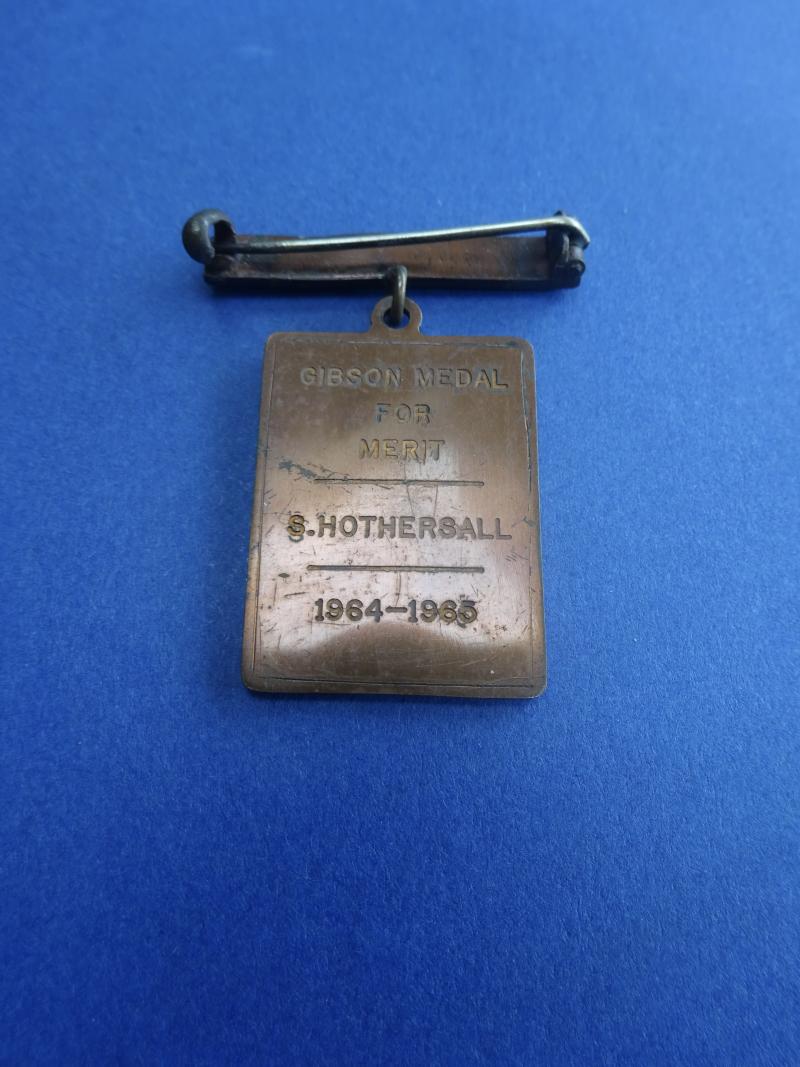 GIBSON MEDAL
FOR
MERIT
S.HOTHERSALL
1964-1965